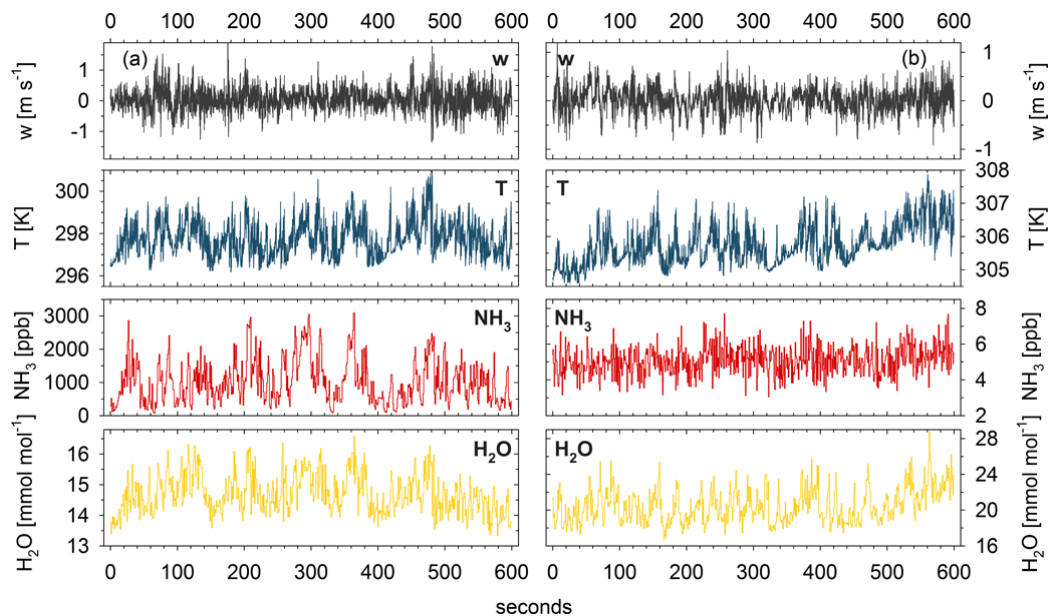 0 100 200 300 400 500 600 0 100 200 300 400 500 600
(a) w
w [m s⁻¹]
1
0
-1
w (b)
1
0
-1
w [m s⁻¹]
T
T [K]
300
298
296
T
308
307
306
305
T [K]
NH₃
NH₃ [ppb]
3000
2000
1000
0
NH₃
8
6
4
2
NH₃ [ppb]
H₂O
H₂O [mmol mol⁻¹]
16
15
14
13
H₂O
28
24
20
16
H₂O [mmol mol⁻¹]
0 100 200 300 400 500 600 0 100 200 300 400 500 600
seconds